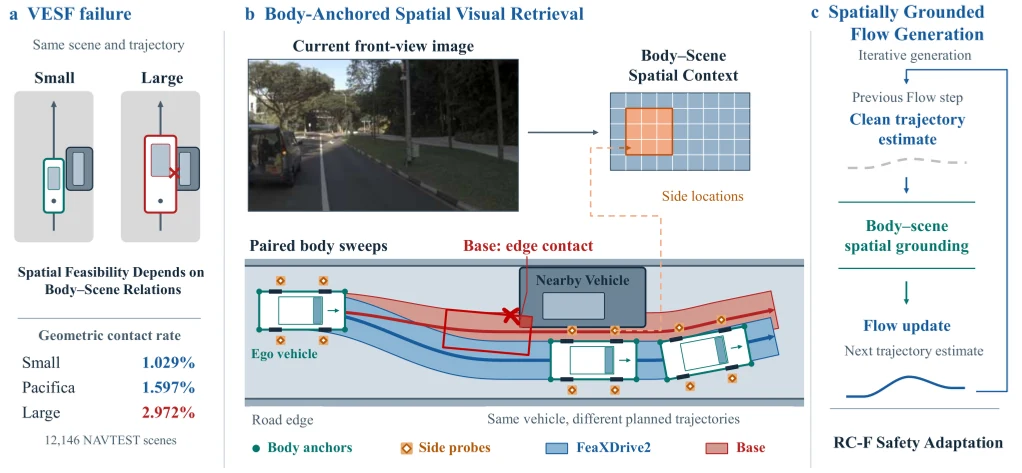 a VESF failure
Same scene and trajectory
Small Large
Spatial Feasibility Depends on
Body–Scene Relations
Geometric contact rate
Small 1.029%
Pacifica 1.597%
Large 2.972%
12,146 NAVTEST scenes
b Body-Anchored Spatial Visual Retrieval
Current front-view image
Body–Scene
Spatial Context
Side locations
Paired body sweeps
Base: edge contact
Nearby Vehicle
Ego vehicle
Road edge
Same vehicle, different planned trajectories
Body anchors Side probes FeaXDrive2 Base
c Spatially Grounded
Flow Generation
Iterative generation
Previous Flow step
Clean trajectory
estimate
Body–scene
spatial grounding
Flow update
Next trajectory estimate
RC-F Safety Adaptation